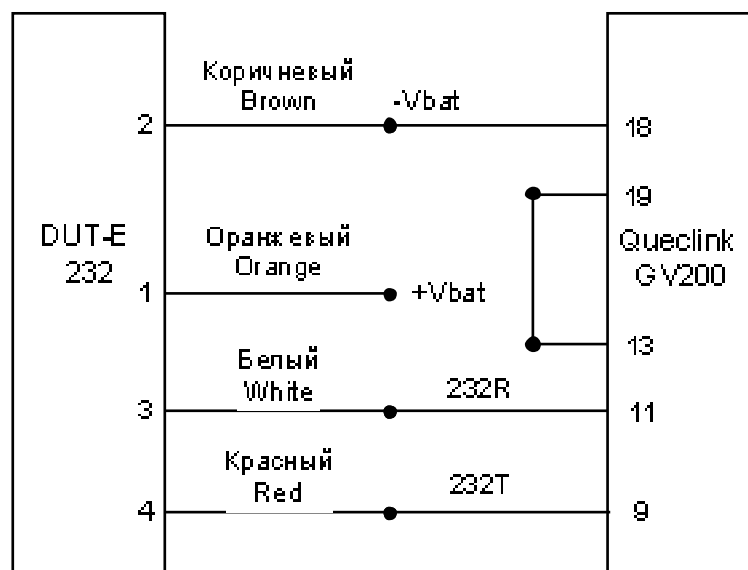 Коричневый
Brown
-Vbat
2
18
19
DUT-E
232
Оранжевый
Orange
Queclink
GV200
1
+Vbat
13
Белый
White
232R
3
11
Красный
Red
232T
4
9